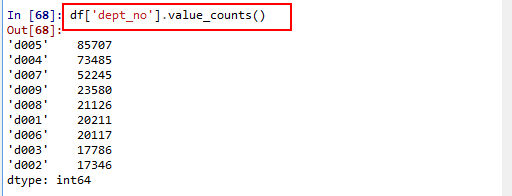 In [68]: df['dept_no'].value_counts()
Out[68]:
'd005'    85707
'd004'    73485
'd007'    52245
'd009'    23580
'd008'    21126
'd001'    20211
'd006'    20117
'd003'    17786
'd002'    17346
dtype: int64